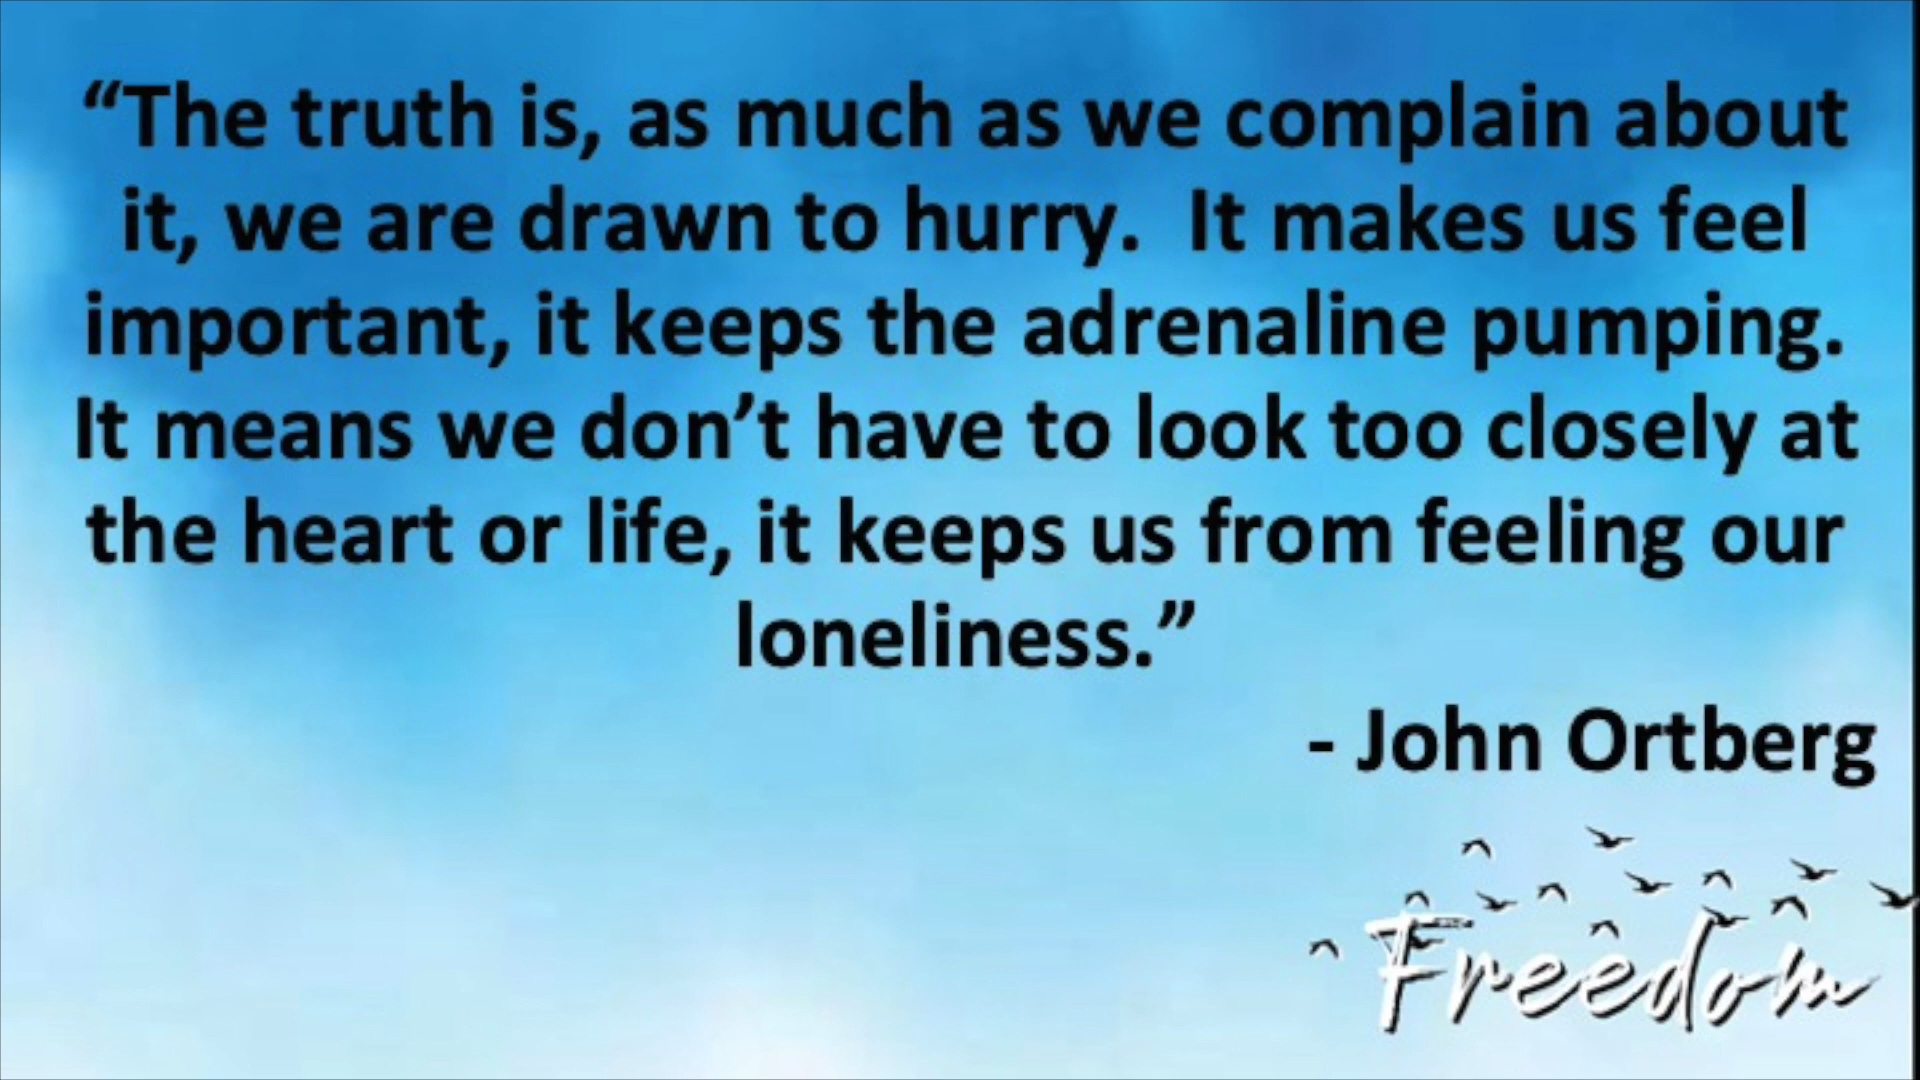 “The truth is, as much as we complain about
it, we are drawn to hurry.  It makes us feel
important, it keeps the adrenaline pumping.
It means we don’t have to look too closely at
the heart or life, it keeps us from feeling our
loneliness.”
- John Ortberg
Freedom